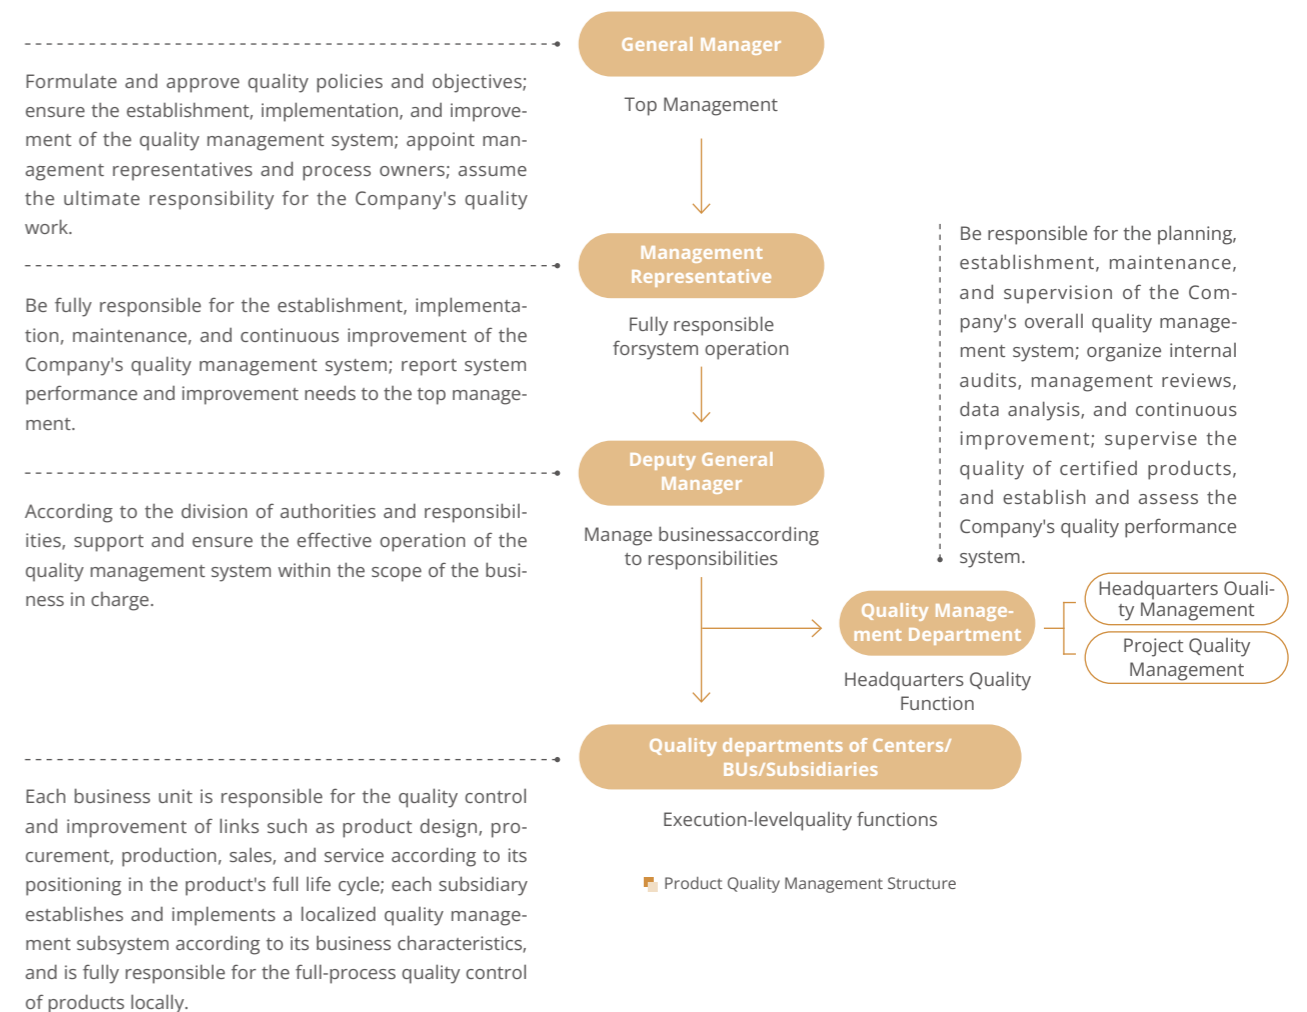 General Manager
Top Management
Formulate and approve quality policies and objectives;
ensure the establishment, implementation, and improve-
ment of the quality management system; appoint man-
agement representatives and process owners; assume
the ultimate responsibility for the Company's quality
work.
Management
Representative
Fully responsible
forsystem operation
Be fully responsible for the establishment, implementa-
tion, maintenance, and continuous improvement of the
Company's quality management system; report system
performance and improvement needs to the top manage-
ment.
Deputy General
Manager
Manage businessaccording
to responsibilities
According to the division of authorities and responsibil-
ities, support and ensure the effective operation of the
quality management system within the scope of the busi-
ness in charge.
Be responsible for the planning,
establishment, maintenance,
and supervision of the Com-
pany's overall quality manage-
ment system; organize internal
audits, management reviews,
data analysis, and continuous
improvement; supervise the
quality of certified products,
and establish and assess the
Company's quality performance
system.
Quality Manage-
ment Department
Headquarters Quality
Function
Headquarters Ouali-
ty Management
Project Quality
Management
Quality departments of Centers/
BUs/Subsidiaries
Execution-levelquality functions
Each business unit is responsible for the quality control
and improvement of links such as product design, pro-
curement, production, sales, and service according to its
positioning in the product's full life cycle; each subsidiary
establishes and implements a localized quality manage-
ment subsystem according to its business characteristics,
and is fully responsible for the full-process quality control
of products locally.
Product Quality Management Structure